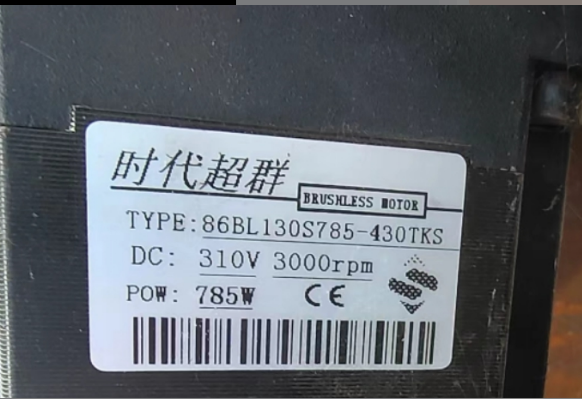 时代超群
BRUSHLESS MOTOR
TYPE:86BL130S785-430TKS
DC: 310V 3000rpm
POW: 785W CE